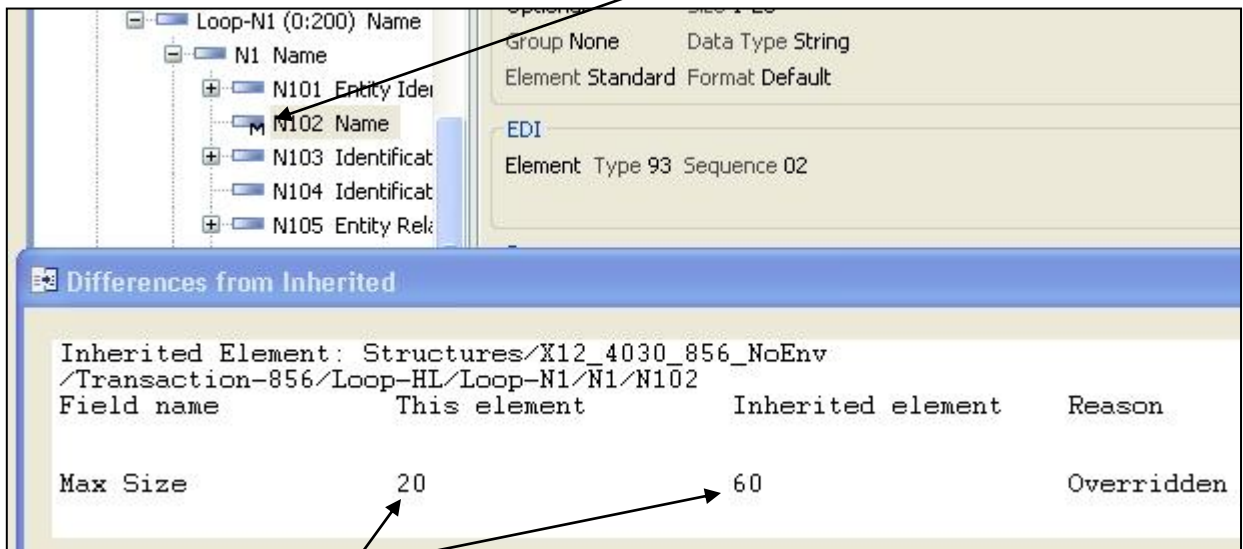 Loop-N1 (0:200) Name
N1 Name
N101 Entity Ide
M N102 Name
N103 Identificat
N104 Identificat
N105 Entity Rel
Group None Data Type String
Element Standard Format Default
EDI
Element Type 93 Sequence 02
Differences from Inherited
Inherited Element: Structures/X12_4030_856_NoEnv
/Transaction-856/Loop-HL/Loop-N1/N1/N102
Field name This element Inherited element Reason
Max Size 20 60 Overridden